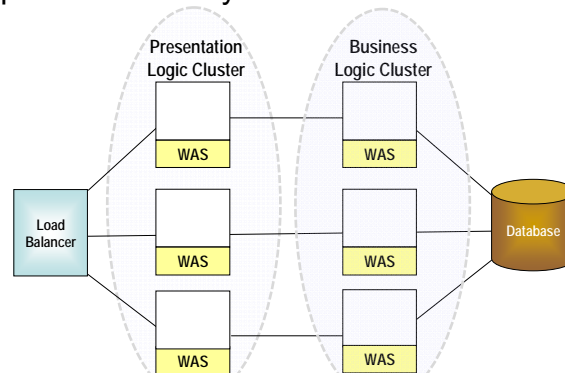 Presentation
Logic Cluster
Business
Logic Cluster
WAS
WAS
Load
Balancer
Database
WAS
WAS
WAS
WAS